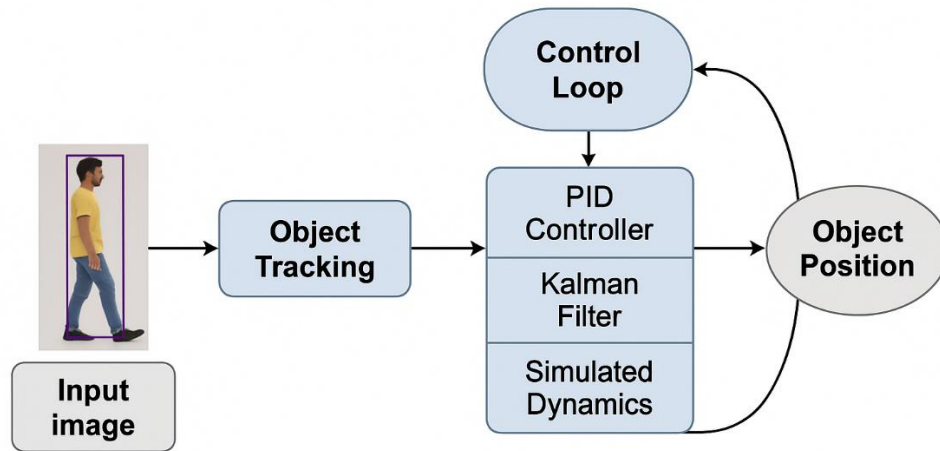 Control
Loop
PID
Controller
Kalman
Filter
Simulated
Dynamics
Object
Tracking
Object
Position
Input
image